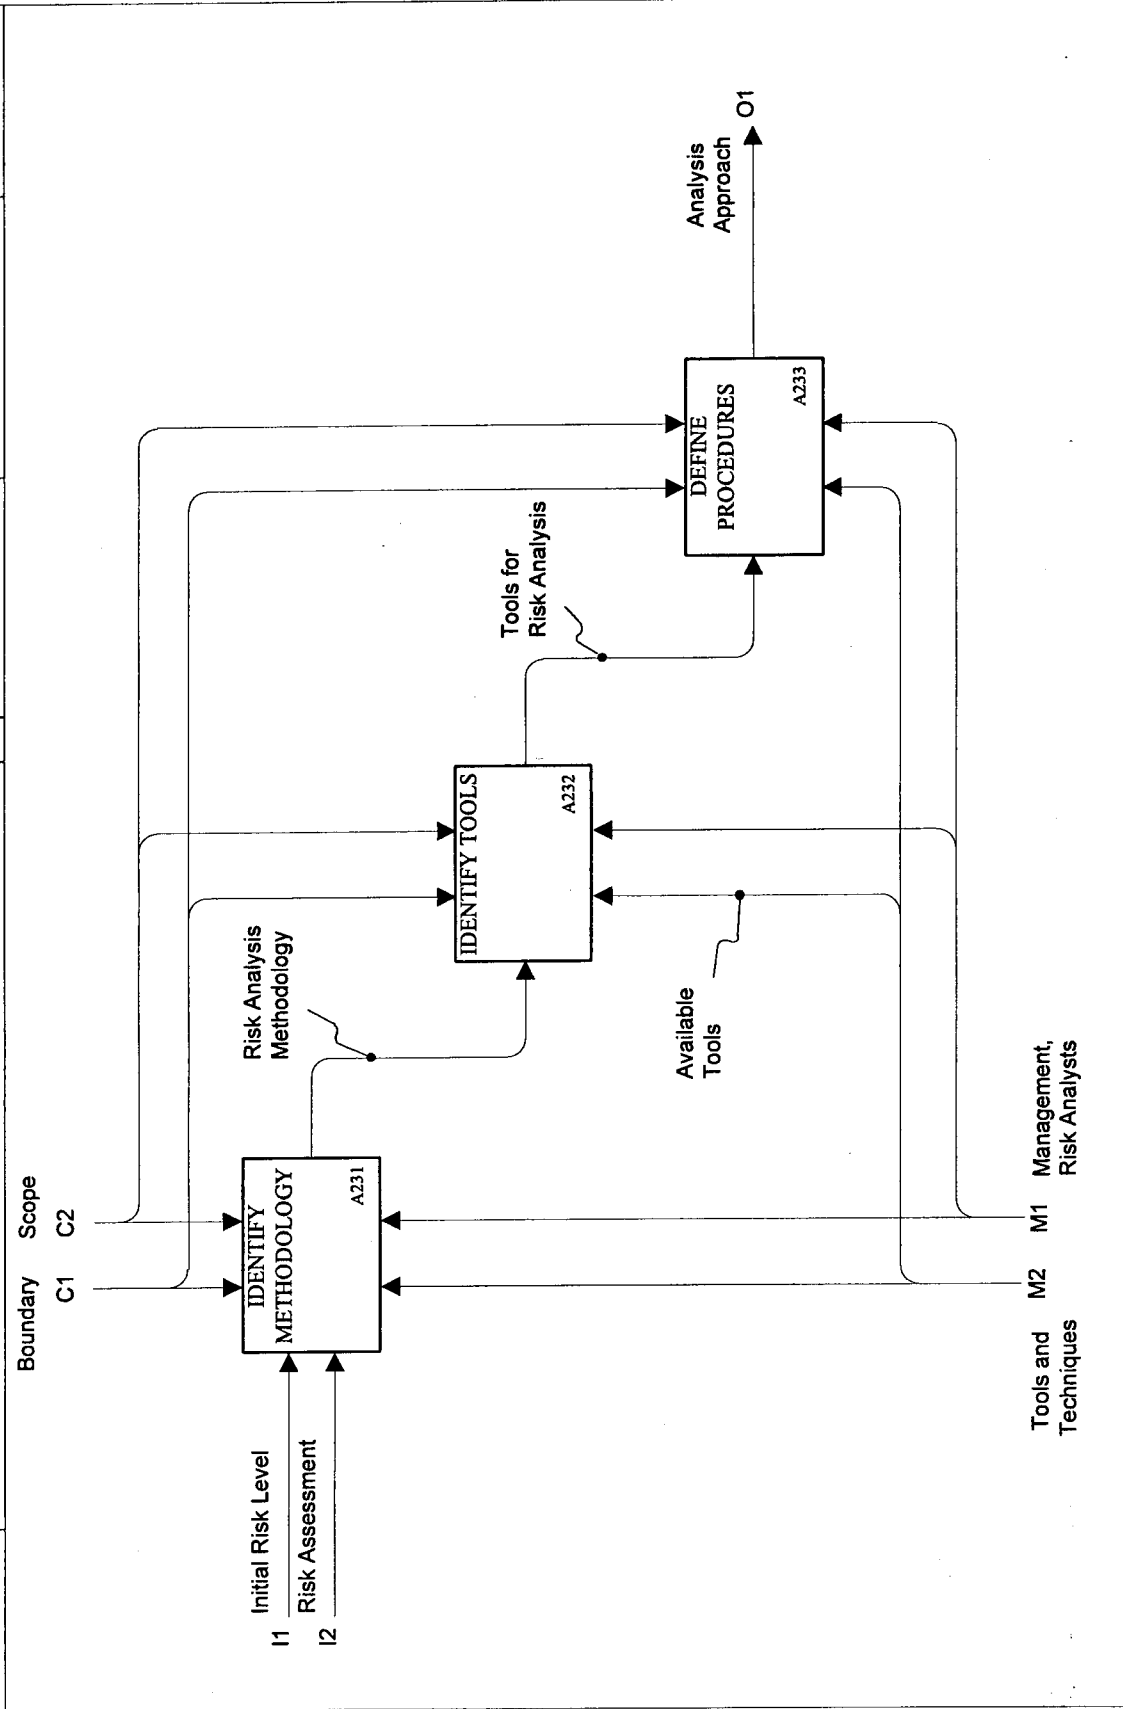 Boundary
Scope
C1
C2
I1
Initial Risk Level
I2
Risk Assessment
IDENTIFY
METHODOLOGY
A231
Risk Analysis
Methodology
IDENTIFY TOOLS
A232
Tools for
Risk Analysis
DEFINE
PROCEDURES
A233
Analysis
Approach
O1
Available
Tools
Tools and
Techniques
M2
M1
Management,
Risk Analysts